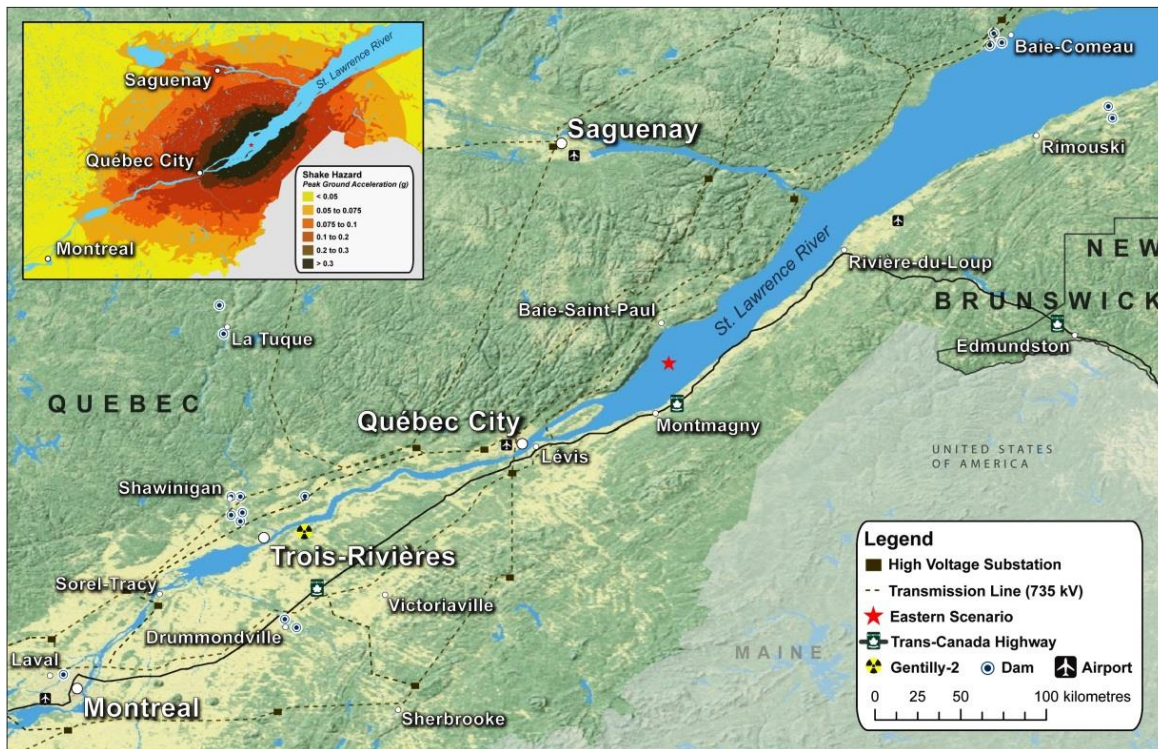 Saguenay
St. Lawrence River
Québec City
Montreal
Shake Hazard
Peak Ground Acceleration (g)
< 0.05
0.05 to 0.075
0.075 to 0.1
0.1 to 0.2
0.2 to 0.3
> 0.3
Baie-Comeau
Saguenay
Rimouski
St. Lawrence River
Rivière-du-Loup
NEW
BRUNSWICK
Baie-Saint-Paul
La Tuque
Edmundston
QUEBEC
Québec City
Montmagny
Lévis
UNITED STATES
OF AMERICA
Shawinigan
Trois-Rivières
Sorel-Tracy
Victoriaville
Drummondville
Laval
MAINE
Montreal
Sherbrooke
Legend
High Voltage Substation
Transmission Line (735 kV)
Eastern Scenario
Trans-Canada Highway
Gentilly-2 Dam Airport
0 25 50 100 kilometres